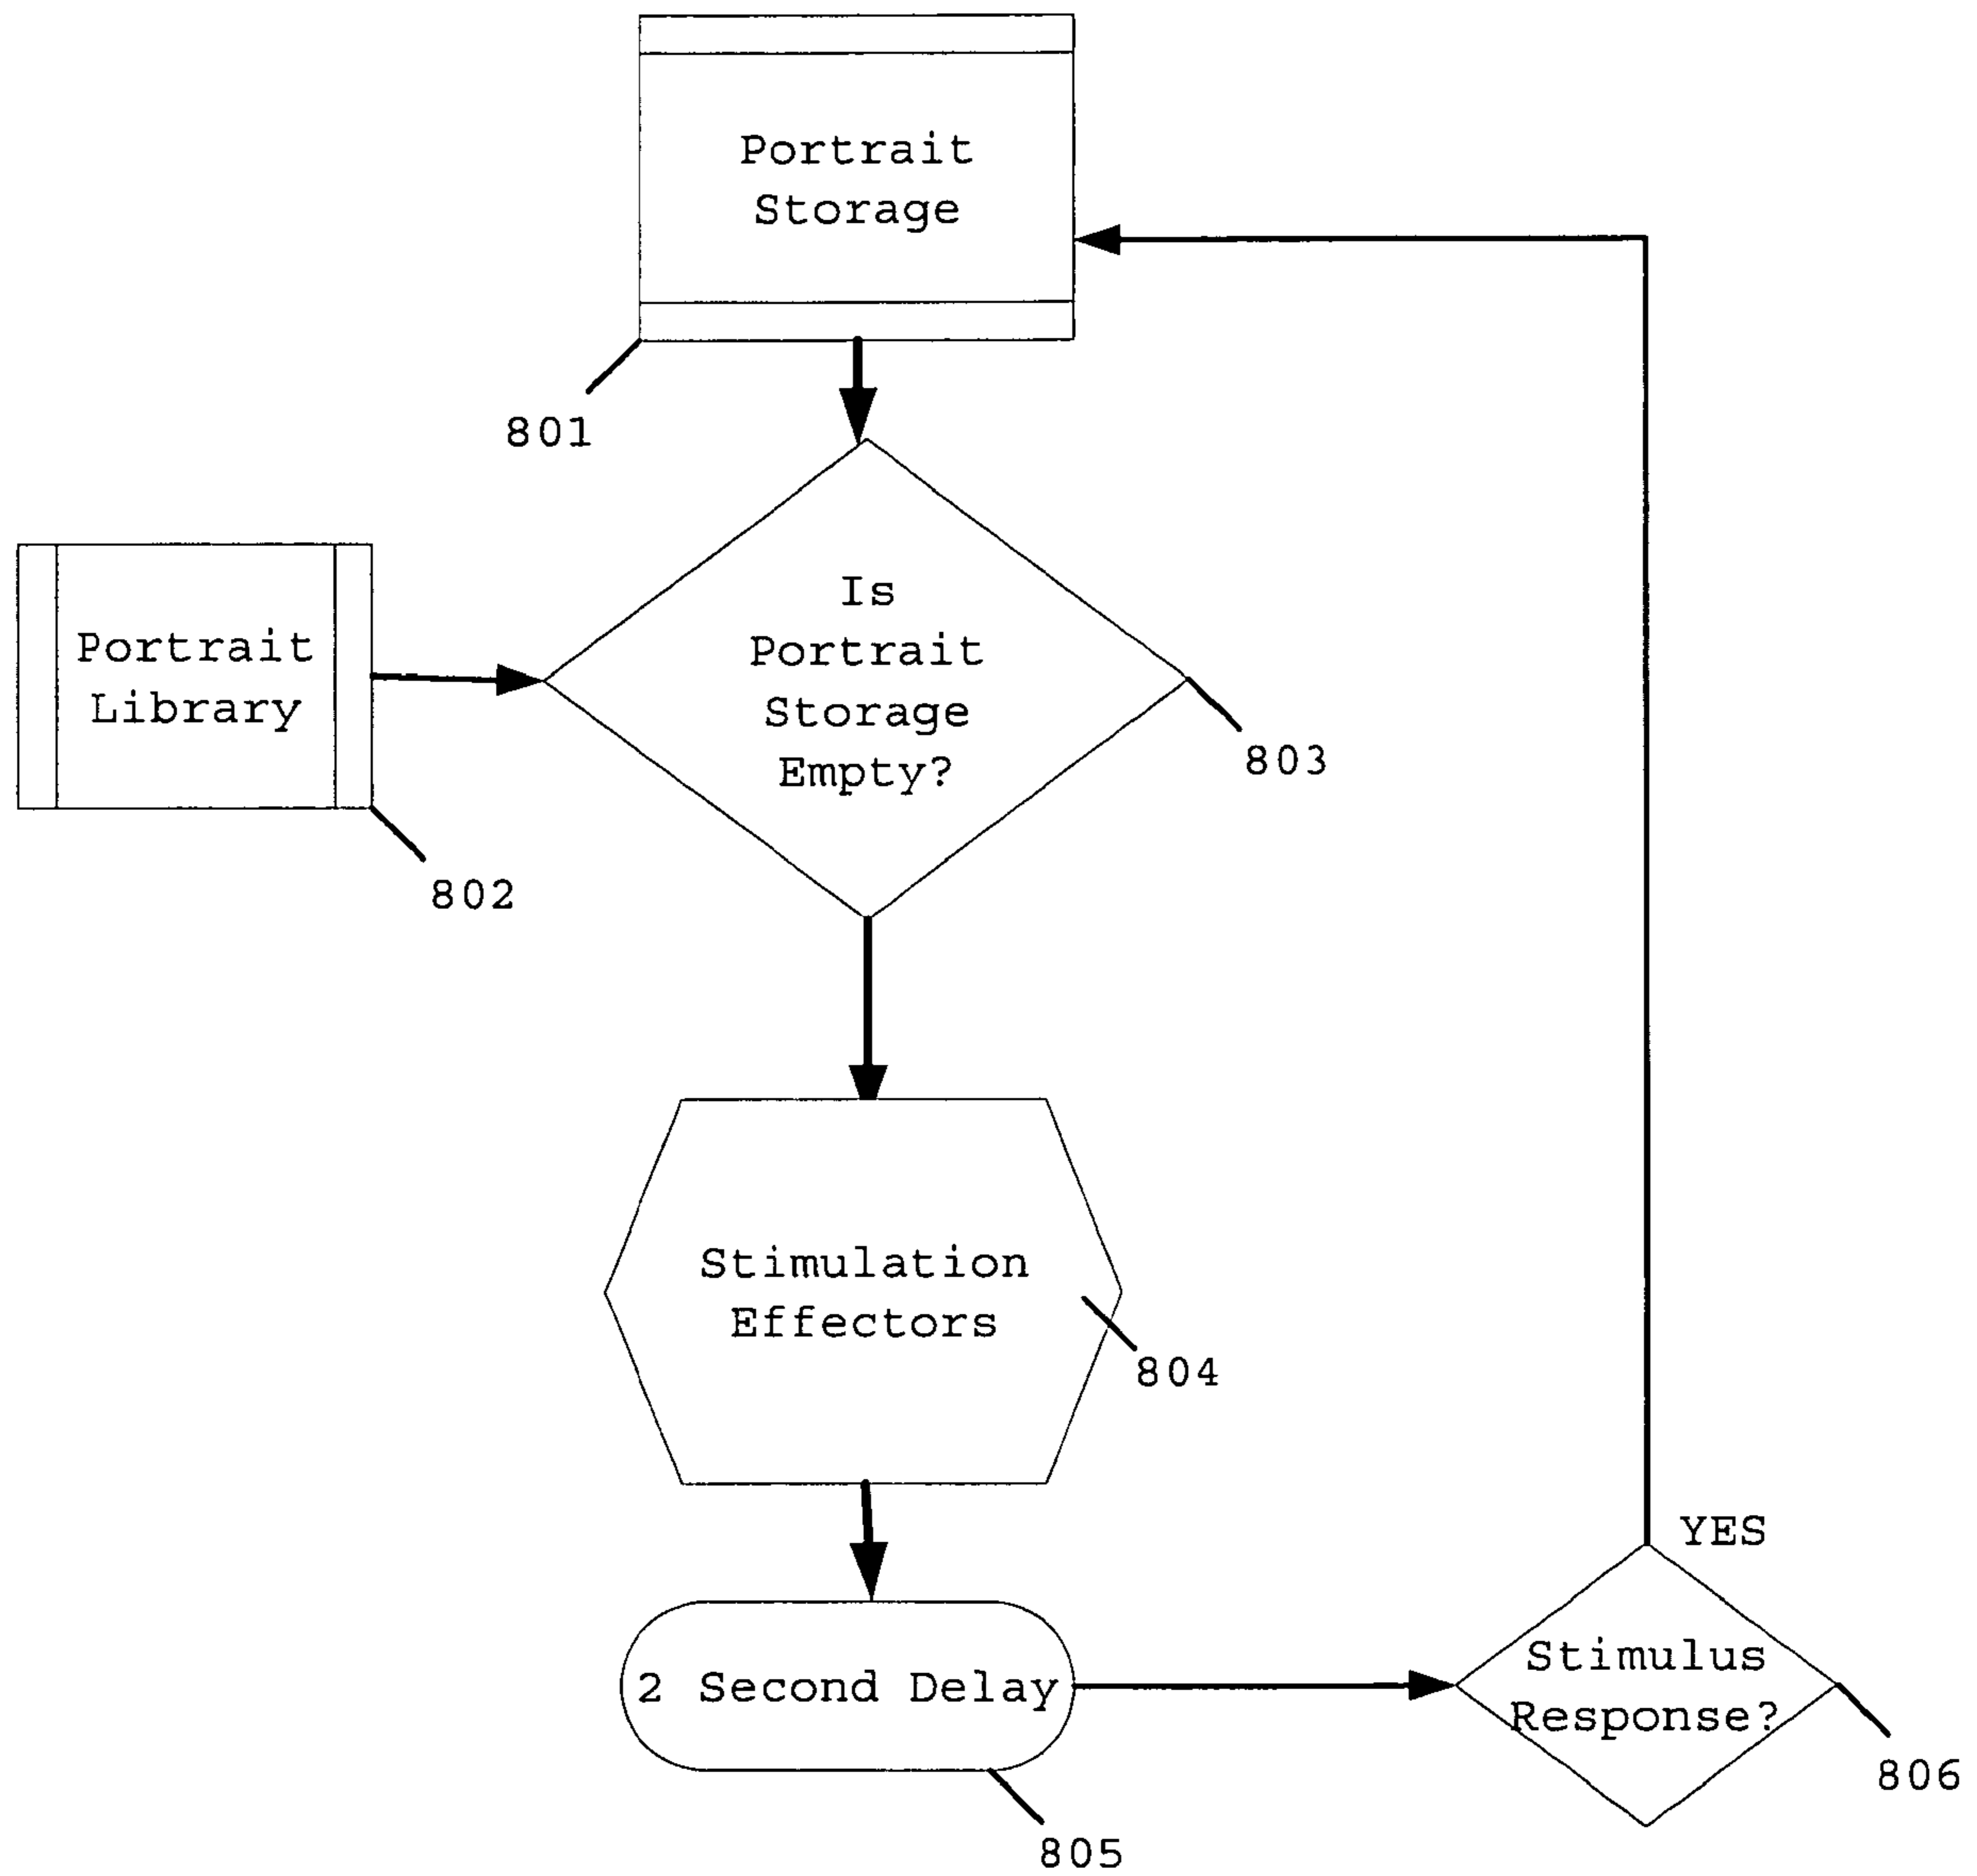 Portrait
Storage
801
Is
Portrait
Storage
Empty?
803
Portrait
Library
802
Stimulation
Effectors
804
YES
2 Second Delay
805
Stimulus
Response?
806